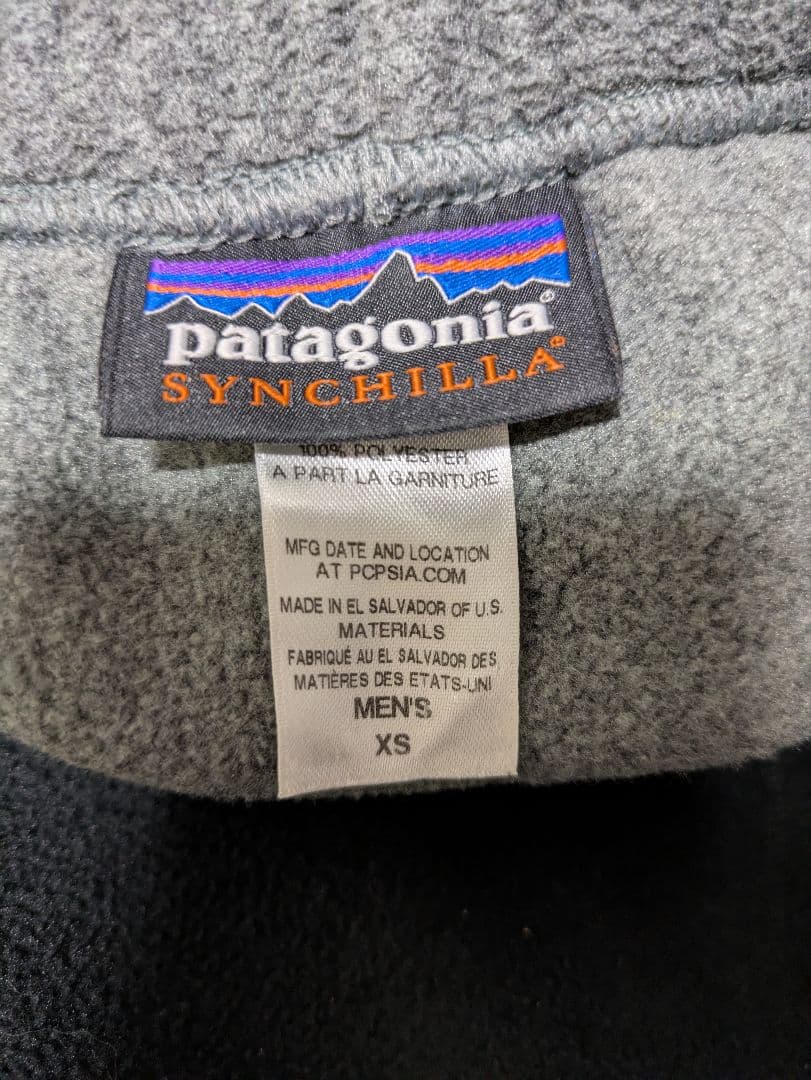 patagonia®
SYNCHILLA®
100% POLYESTER
A PART LA GARNITURE
MFG DATE AND LOCATION
AT PCPSIA.COM
MADE IN EL SALVADOR OF U.S.
MATERIALS
FABRIQUÉ AU EL SALVADOR DES
MATIÈRES DES ETATS-UNI
MEN'S
XS